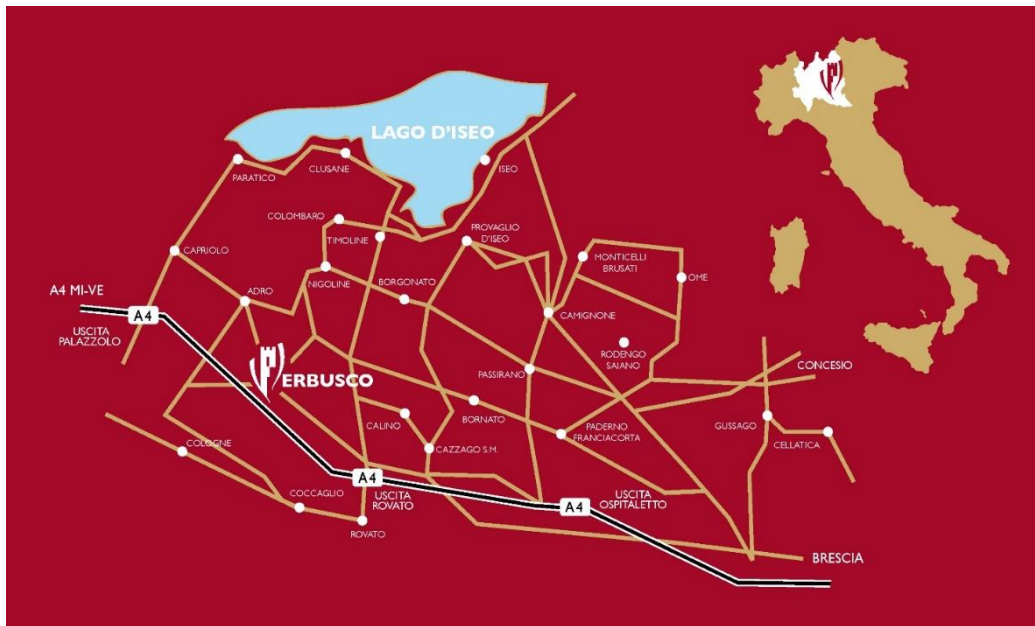 LAGO D'ISEO
PARATICO
CLUSANE
ISEO
COLOMBARO
TIMOLINE
PROVAGLIO
D'ISEO
CAPRIOLO
MONTICELLI
BRUSATI
OME
NIGOLINE
BORGONATO
ADRO
A4 MI-VE
A4
USCITA
PALAZZOLO
CAMIGNONE
RODENGO
SAIANO
PASSIRANO
CONCESIO
ERBUSCO
CALINO
BORNATO
PADERNO
FRANCIACORTA
GUSSAGO
CELLATICA
COLOGNE
CAZZAGO S.M.
A4
USCITA
ROVATO
COCCAGLIO
ROVATO
A4
USCITA
OSPITALETTO
BRESCIA